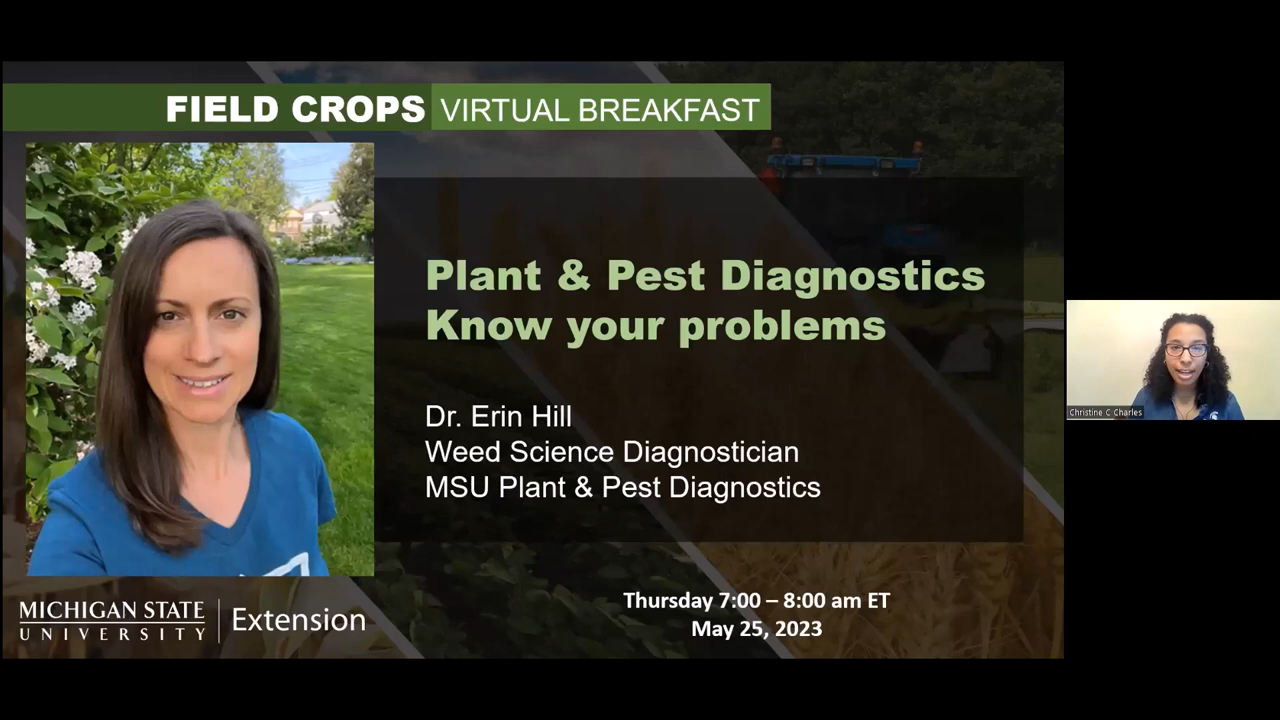 FIELD CROPS VIRTUAL BREAKFAST
Plant & Pest Diagnostics
Know your problems
Dr. Erin Hill
Weed Science Diagnostician
MSU Plant & Pest Diagnostics
Christine C Charles
Thursday 7:00 – 8:00 am ET
May 25, 2023
MICHIGAN STATE
UNIVERSITY
Extension